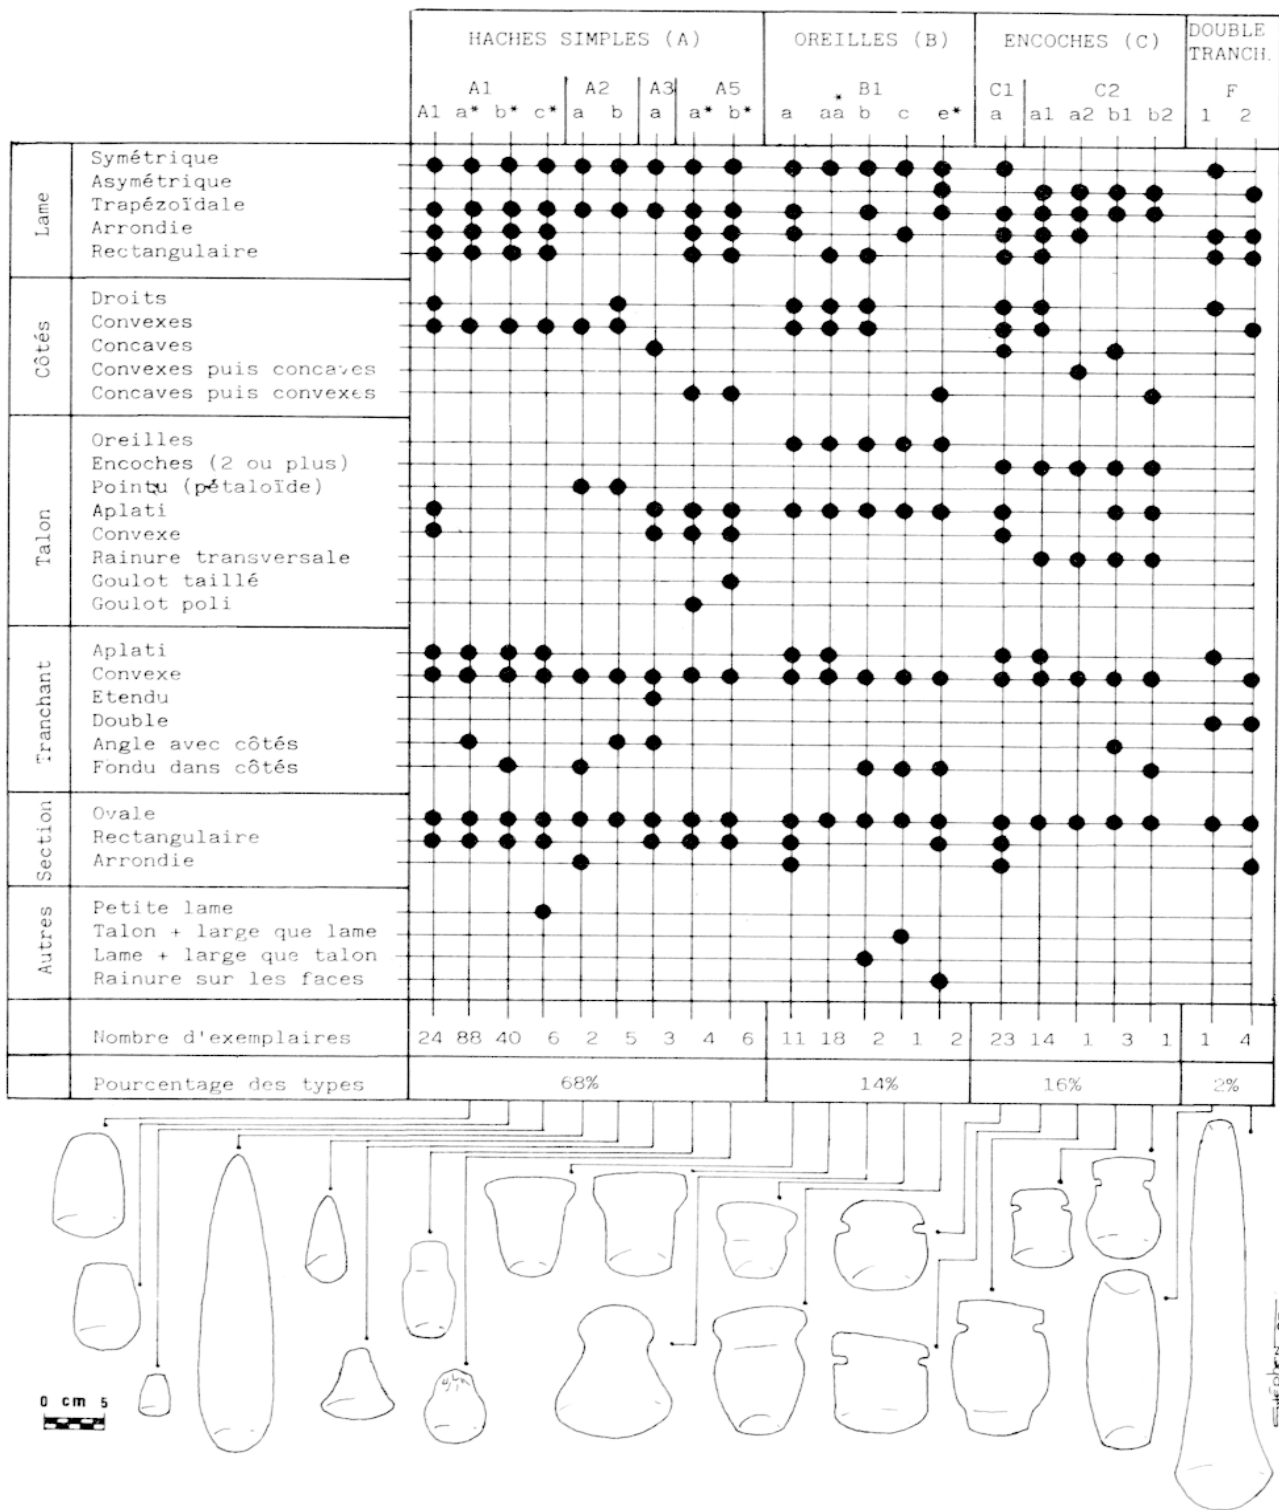 HACHES SIMPLES (A) OREILLES (B) ENCOCHES (C) DOUBLE TRANCH.
A1 A2 A3 A5 B1 C1 C2 F
A1 a* b* c* a b a a* b* a aa* b c e* a a1 a2 b1 b2 1 2
Lame
Symétrique
Asymétrique
Trapézoïdale
Arrondie
Rectangulaire
Côtés
Droits
Convexes
Concaves
Convexes puis concaves
Concaves puis convexes
Talon
Oreilles
Encoches (2 ou plus)
Pointu (pétaloïde)
Aplati
Convexe
Rainure transversale
Goulot taillé
Goulot poli
Tranchant
Aplati
Convexe
Etendu
Double
Angle avec côtés
Fondu dans côtés
Section
Ovale
Rectangulaire
Arrondie
Autres
Petite lame
Talon + large que lame
Lame + large que talon
Rainure sur les faces
Nombre d'exemplaires 24 88 40 6 2 5 3 4 6 11 18 2 1 2 23 14 1 3 1 1 4
Pourcentage des types 68% 14% 16% 2%
0 cm 5